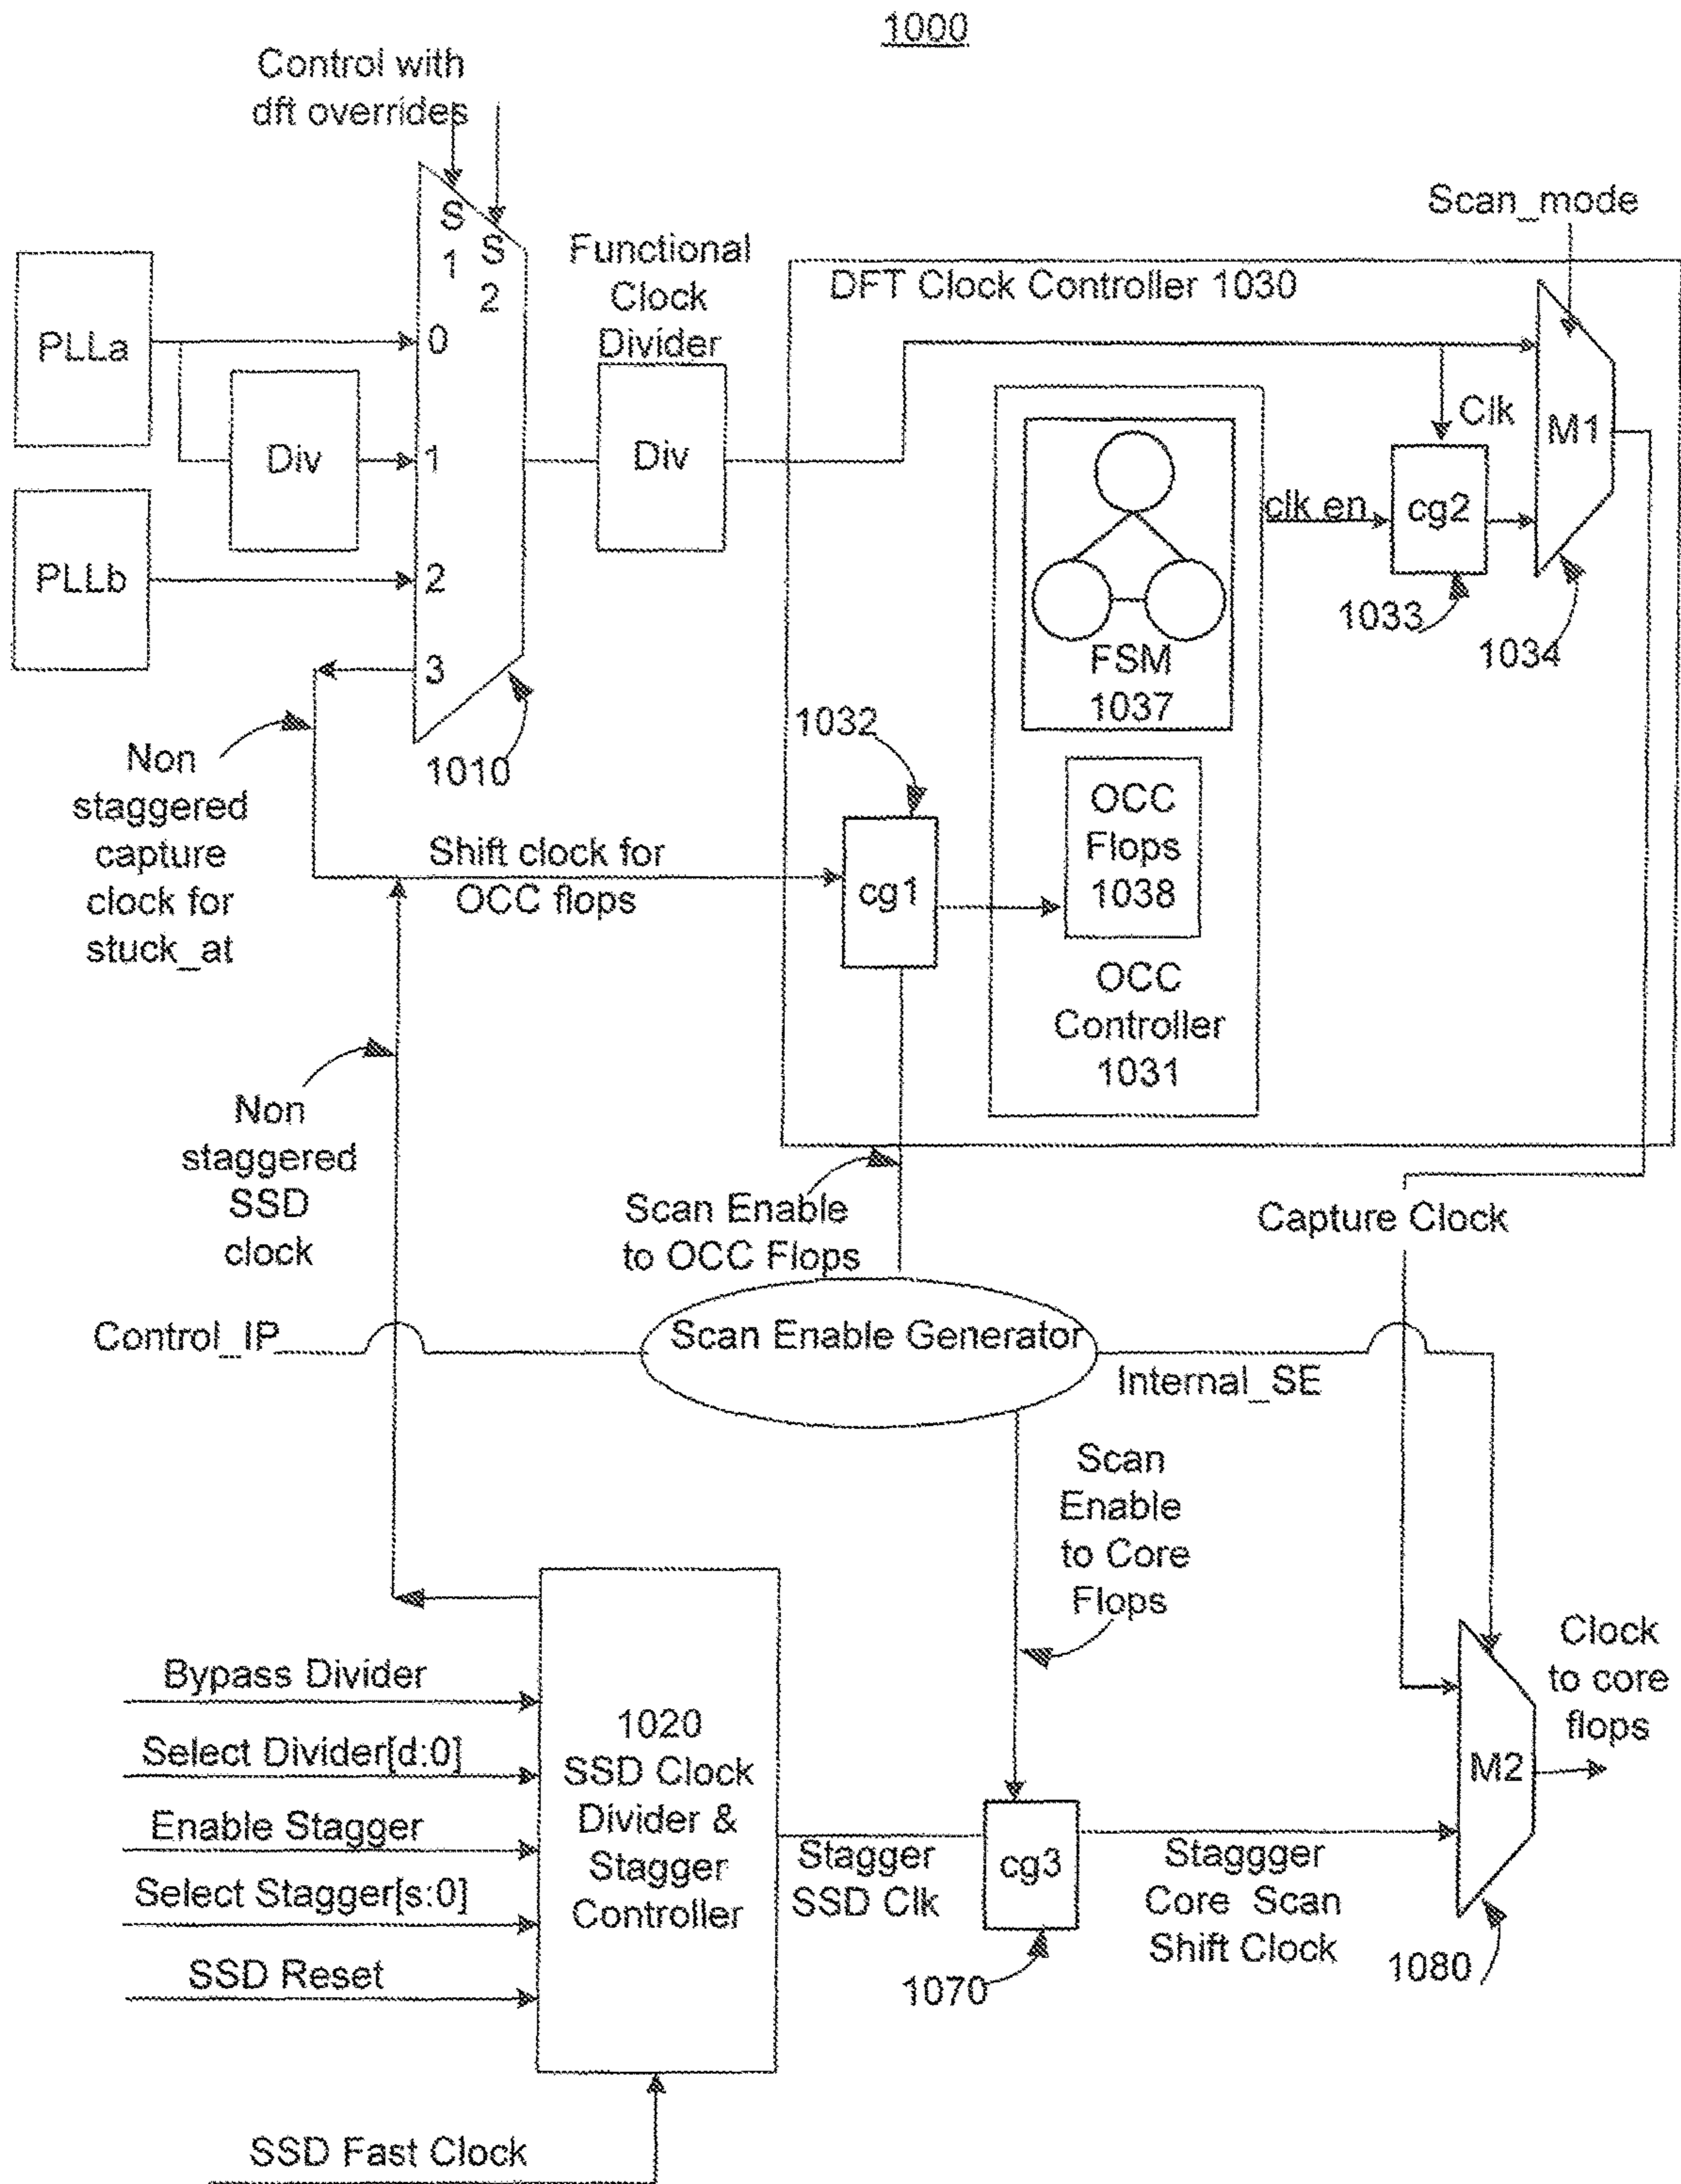 1000
Control with
dft overrides
S
1
S
2
Scan_mode
Functional
Clock
Divider
DFT Clock Controller 1030
PLLa
0
Div
1
Div
Clk
M1
PLLb
2
clk en
cg2
1033
1034
3
FSM
1037
1032
1010
Non
staggered
capture
clock for
stuck_at
Shift clock for
OCC flops
cg1
OCC
Flops
1038
OCC
Controller
1031
Non
staggered
SSD
clock
Scan Enable
to OCC Flops
Capture Clock
Control_IP
Scan Enable Generator
Internal_SE
Scan
Enable
to Core
Flops
Bypass Divider
Select Divider[d:0]
Enable Stagger
Select Stagger[s:0]
SSD Reset
1020
SSD Clock
Divider &
Stagger
Controller
Stagger
SSD Clk
cg3
1070
Staggger
Core Scan
Shift Clock
M2
1080
Clock
to core
flops
SSD Fast Clock